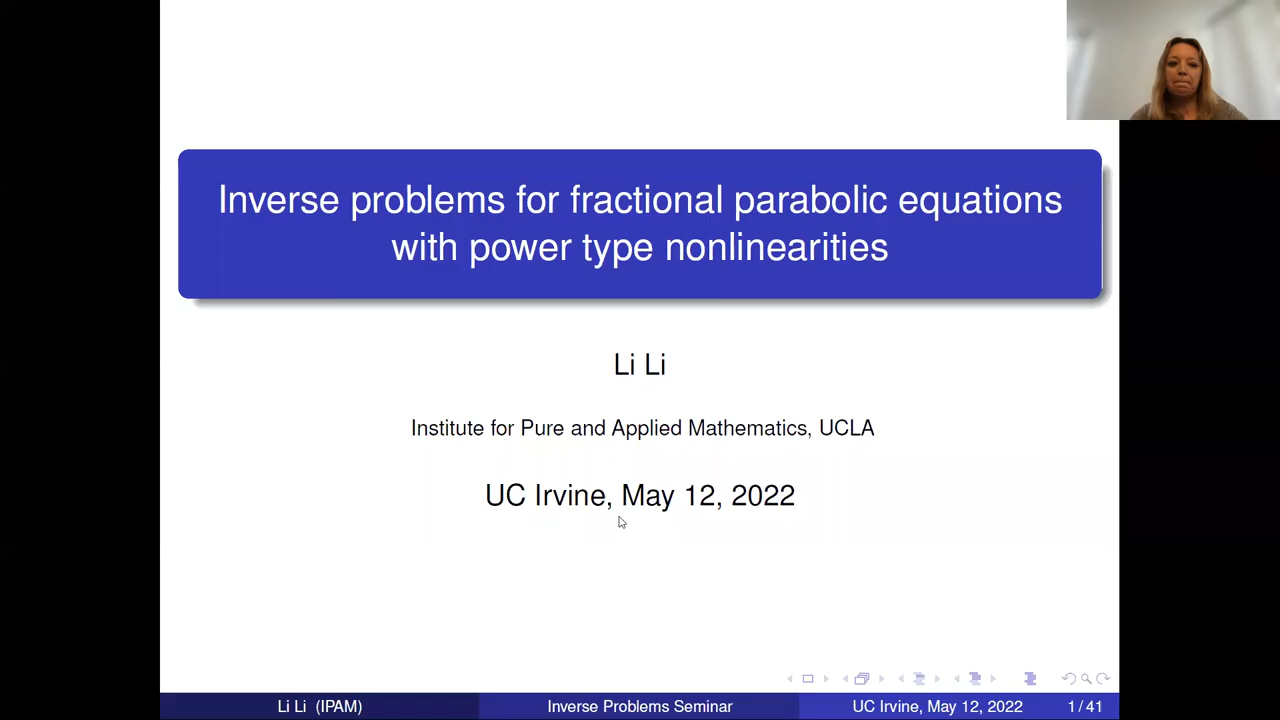 Inverse problems for fractional parabolic equations
with power type nonlinearities
Li Li
Institute for Pure and Applied Mathematics, UCLA
UC Irvine, May 12, 2022
Li Li (IPAM)
Inverse Problems Seminar
UC Irvine, May 12, 2022
1 / 41